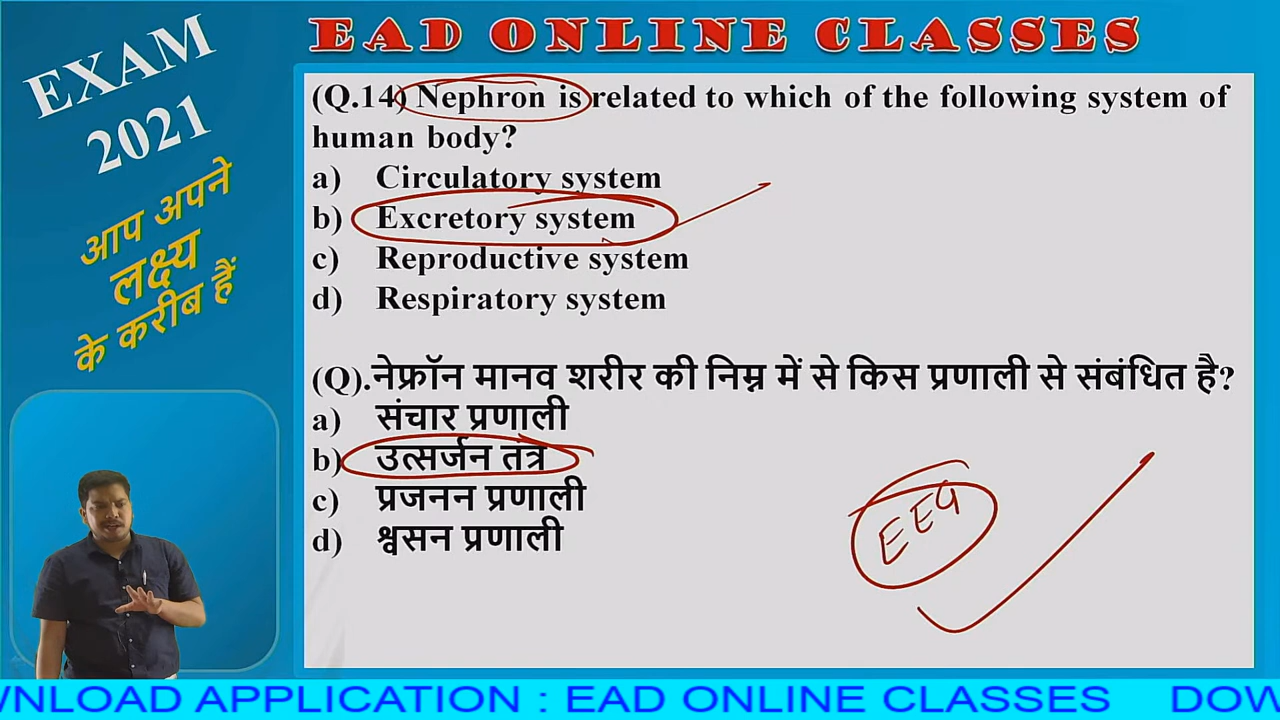 EAD ONLINE CLASSES
EXAM
2021
आप अपने
लक्ष्य
के करीब हैं
(Q.14) Nephron is related to which of the following system of
human body?
a) Circulatory system
b) Excretory system
c) Reproductive system
d) Respiratory system
(Q).नेफ्रॉन मानव शरीर की निम्न में से किस प्रणाली से संबंधित है?
a) संचार प्रणाली
b) उत्सर्जन तंत्र
c) प्रजनन प्रणाली
d) श्वसन प्रणाली
EEG
WNLOAD APPLICATION : EAD ONLINE CLASSES DOW